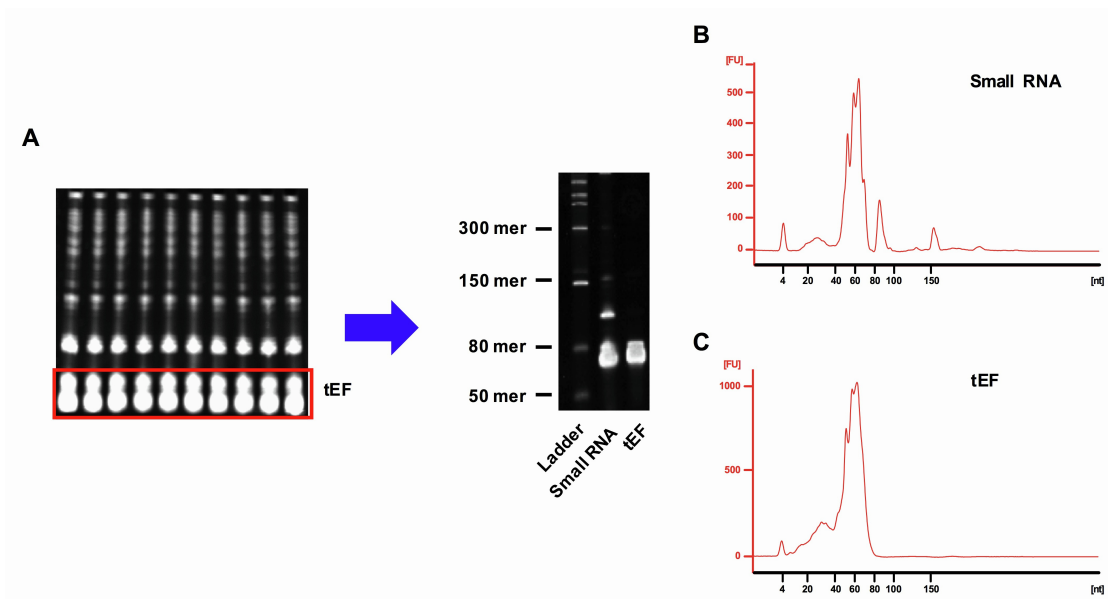 A
tEF
300 mer
150 mer
80 mer
50 mer
Ladder
Small RNA
tEF
B
[FU]
Small RNA
500
400
300
200
100
0
4 20 40 60 80 100 150 [nt]
C
[FU]
tEF
1000
500
0
4 20 40 60 80 100 150 [nt]